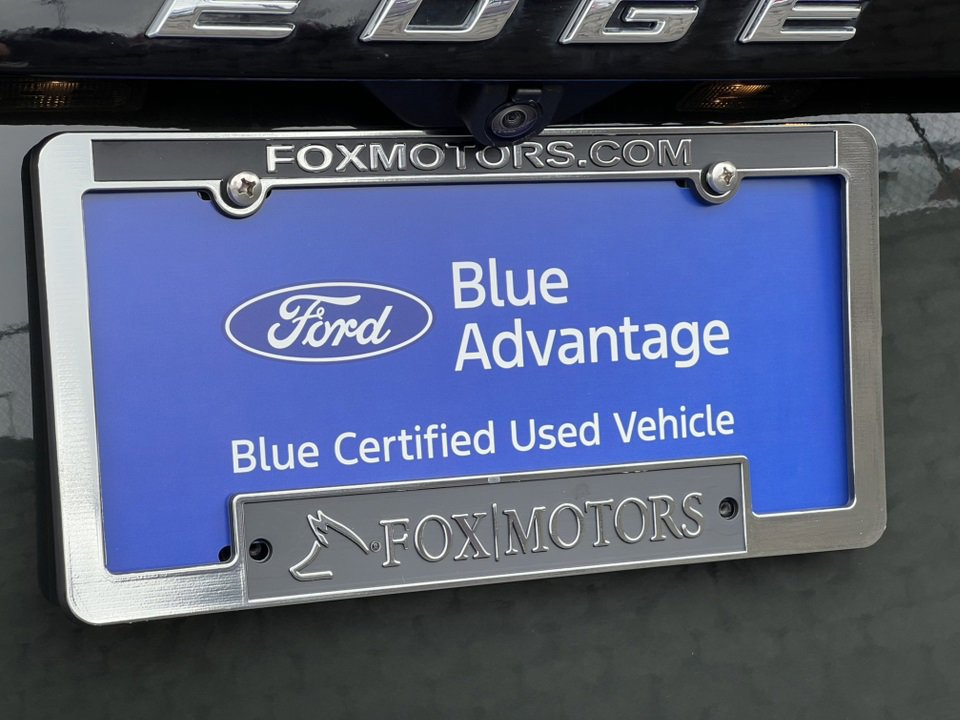 EDGE
FOXMOTORS.COM
Ford
Blue
Advantage
Blue Certified Used Vehicle
FOX|MOTORS